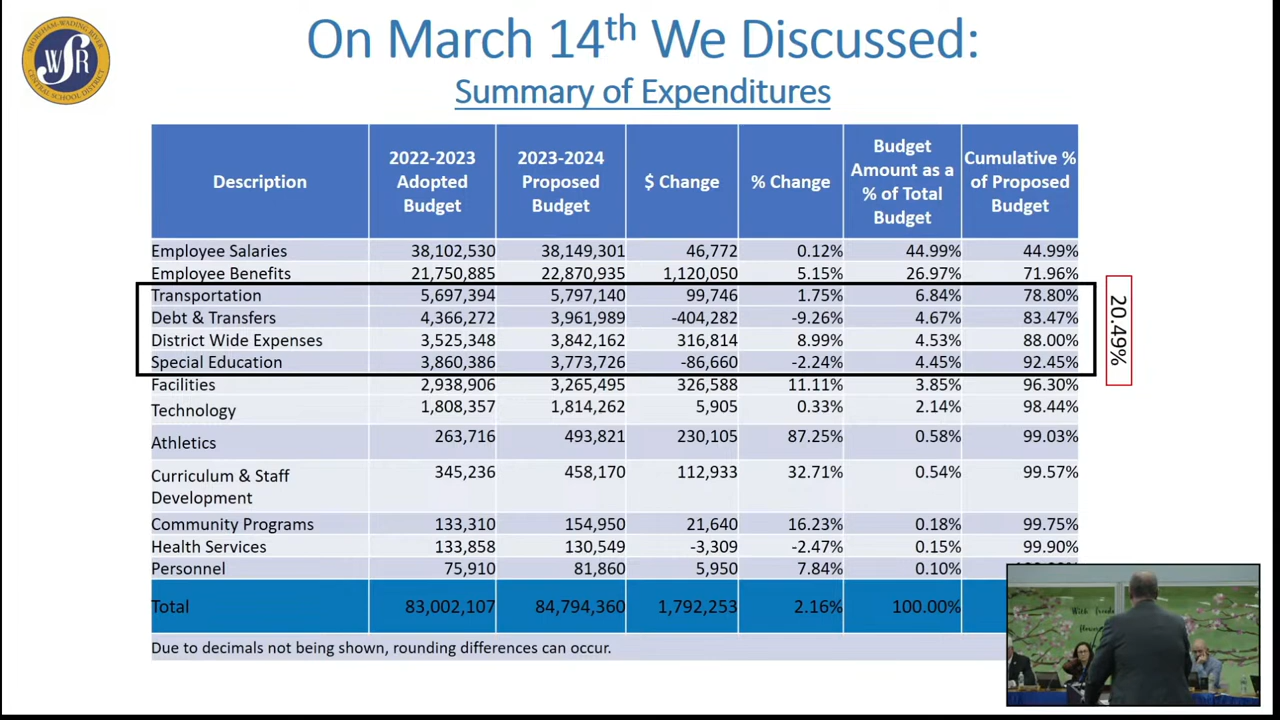 On March 14th We Discussed:
Summary of Expenditures
SHOREHAM-WADING RIVER
WSR
CENTRAL SCHOOL DISTRICT
Description 2022-2023 Adopted Budget 2023-2024 Proposed Budget $ Change % Change Budget Amount as a % of Total Budget Cumulative % of Proposed Budget
Employee Salaries 38,102,530 38,149,301 46,772 0.12% 44.99% 44.99%
Employee Benefits 21,750,885 22,870,935 1,120,050 5.15% 26.97% 71.96%
Transportation 5,697,394 5,797,140 99,746 1.75% 6.84% 78.80%
Debt & Transfers 4,366,272 3,961,989 -404,282 -9.26% 4.67% 83.47%
District Wide Expenses 3,525,348 3,842,162 316,814 8.99% 4.53% 88.00%
Special Education 3,860,386 3,773,726 -86,660 -2.24% 4.45% 92.45%
20.49%
Facilities 2,938,906 3,265,495 326,588 11.11% 3.85% 96.30%
Technology 1,808,357 1,814,262 5,905 0.33% 2.14% 98.44%
Athletics 263,716 493,821 230,105 87.25% 0.58% 99.03%
Curriculum & Staff Development 345,236 458,170 112,933 32.71% 0.54% 99.57%
Community Programs 133,310 154,950 21,640 16.23% 0.18% 99.75%
Health Services 133,858 130,549 -3,309 -2.47% 0.15% 99.90%
Personnel 75,910 81,860 5,950 7.84% 0.10%
Total 83,002,107 84,794,360 1,792,253 2.16% 100.00%
Due to decimals not being shown, rounding differences can occur.
With